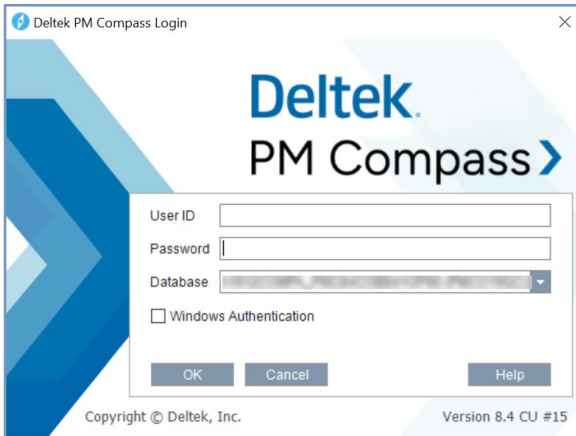 Deltek PM Compass Login
Deltek.
PM Compass
User ID
Password
Database
Windows Authentication
OK Cancel Help
Copyright © Deltek, Inc. Version 8.4 CU #15